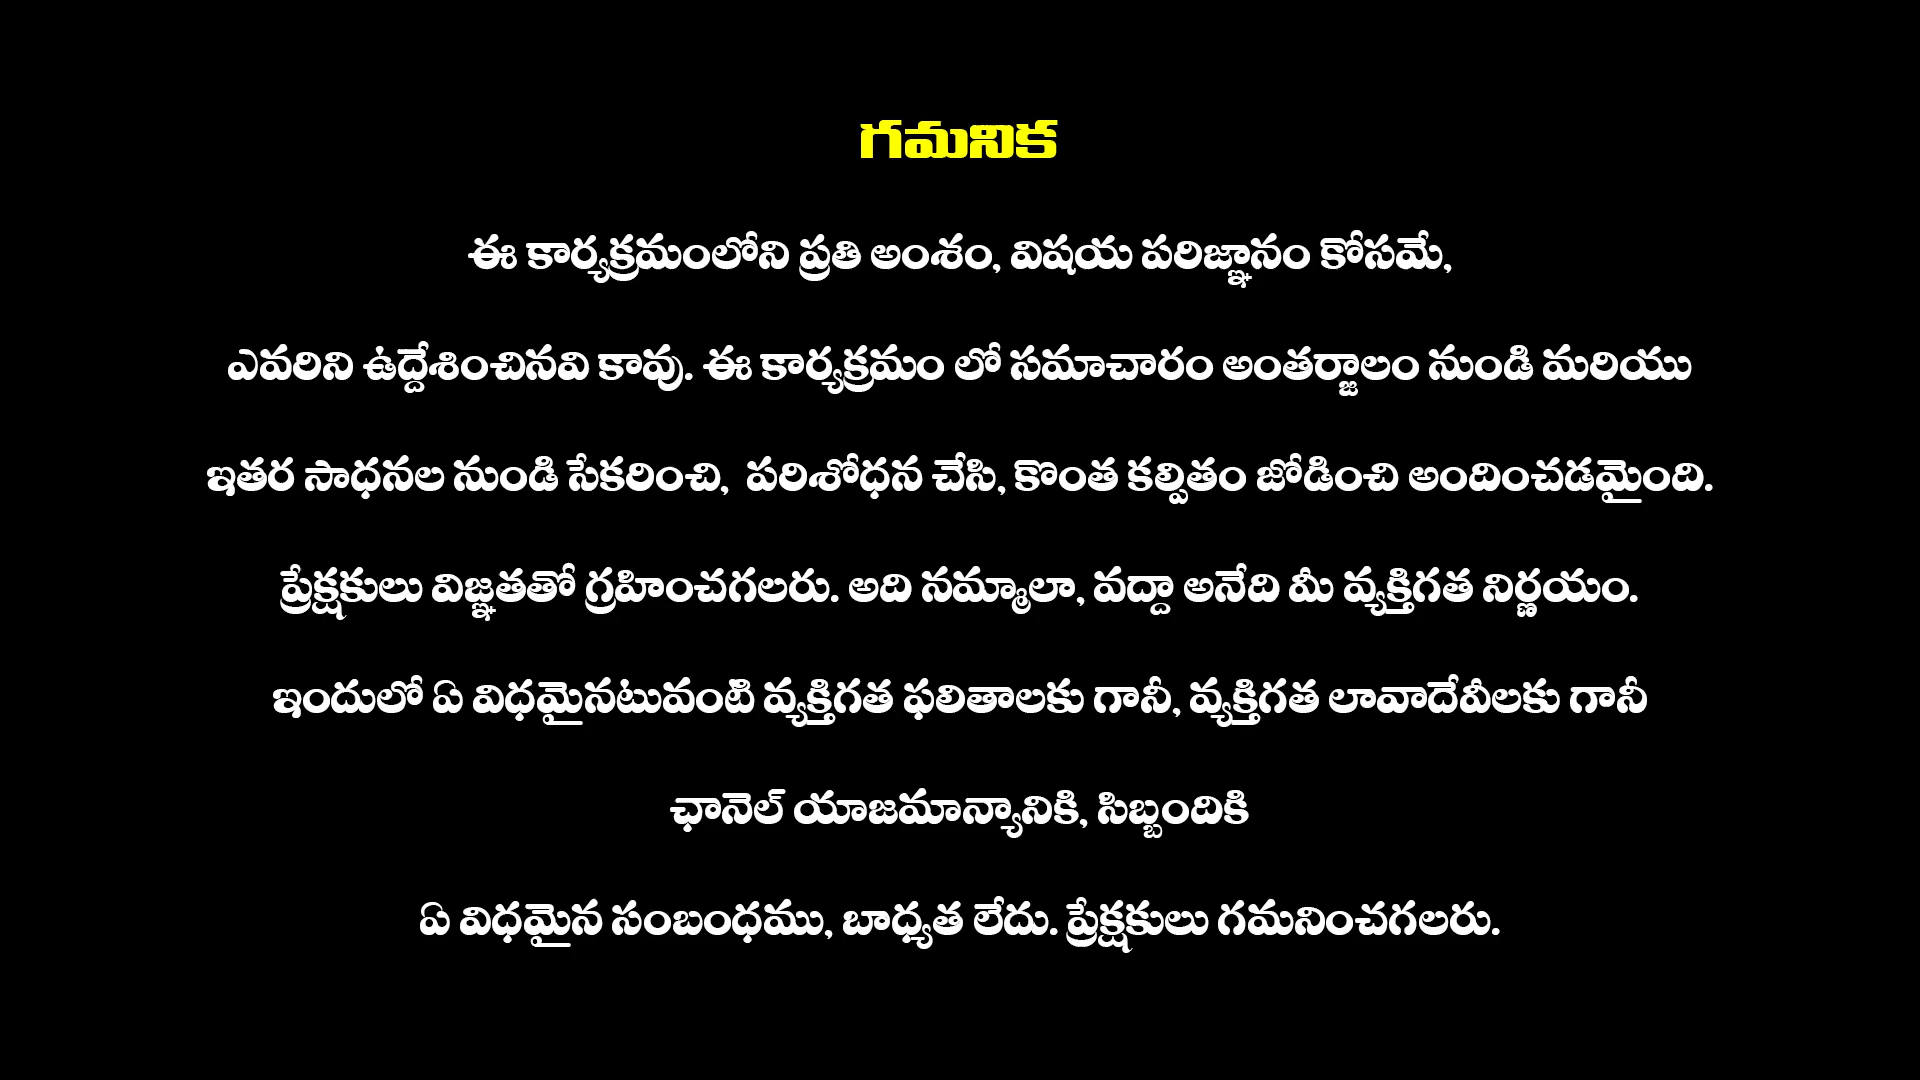 గమనిక
ఈ కార్యక్రమంలోని ప్రతి అంశం, విషయ పరిజ్ఞానం కోసమే,
ఎవరిని ఉద్దేశించినవి కావు. ఈ కార్యక్రమం లో సమాచారం అంతర్జాలం నుండి మరియు
ఇతర సాధనల నుండి సేకరించి, పరిశోధన చేసి, కొంత కల్పితం జోడించి అందించడమైంది.
ప్రేక్షకులు విజ్ఞతతో గ్రహించగలరు. అది నమ్మాలా, వద్దా అనేది మీ వ్యక్తిగత నిర్ణయం.
ఇందులో ఏ విధమైనటువంటి వ్యక్తిగత ఫలితాలకు గానీ, వ్యక్తిగత లావాదేవీలకు గానీ
ఛానెల్ యాజమాన్యానికి, సిబ్బందికి
ఏ విధమైన సంబంధము, బాధ్యత లేదు. ప్రేక్షకులు గమనించగలరు.